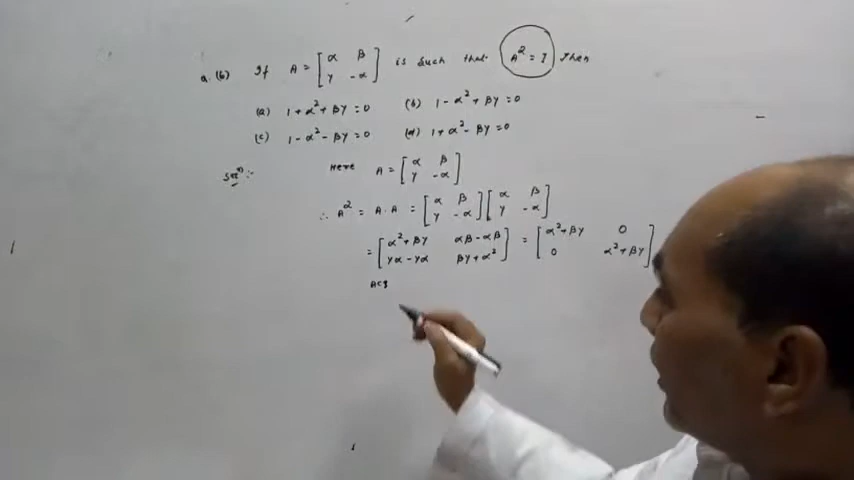 Q. (b) If A = [α β; γ -α] is such that A² = I then
(a) 1 + α² + βγ = 0 (b) 1 - α² + βγ = 0
(c) 1 - α² - βγ = 0 (d) 1 + α² - βγ = 0
Solⁿ:- Here A = [α β; γ -α]
∴ A² = A.A = [α β; γ -α] [α β; γ -α]
= [α² + βγ αβ - αβ; γα - γα βγ + α²] = [α² + βγ 0; 0 α² + βγ]
Acq